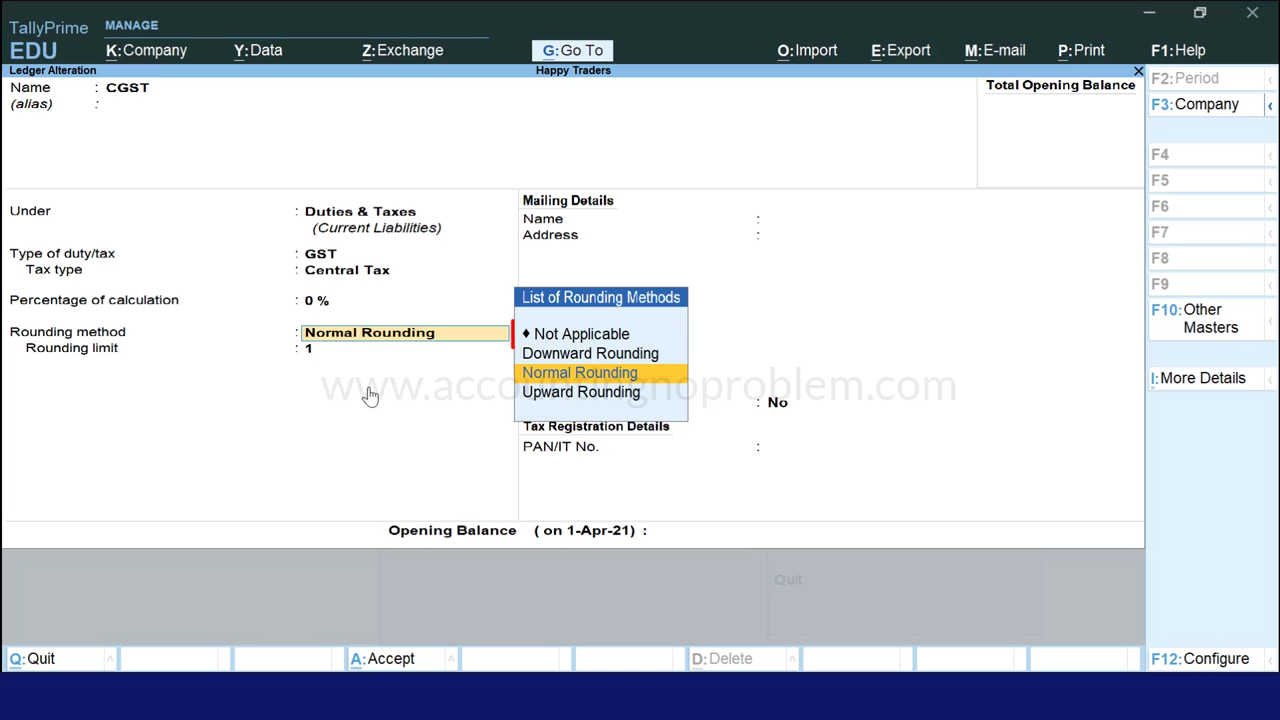 TallyPrime
MANAGE
EDU
K:Company
Y:Data
Z:Exchange
G:Go To
O:Import
E:Export
M:E-mail
P:Print
F1:Help
Ledger Alteration
Happy Traders
Name : CGST
(alias) :
Total Opening Balance
Under : Duties & Taxes
(Current Liabilities)
Type of duty/tax : GST
Tax type : Central Tax
Percentage of calculation : 0 %
Rounding method : Normal Rounding
Rounding limit : 1
Mailing Details
Name :
Address :
List of Rounding Methods
♦ Not Applicable
Downward Rounding
Normal Rounding
Upward Rounding
: No
Tax Registration Details
PAN/IT No. :
www.accountingnoproblem.com
Opening Balance ( on 1-Apr-21) :
Quit
F2:Period
F3:Company
F4
F5
F6
F7
F8
F9
F10:Other
Masters
I:More Details
Q:Quit
A:Accept
D:Delete
F12:Configure